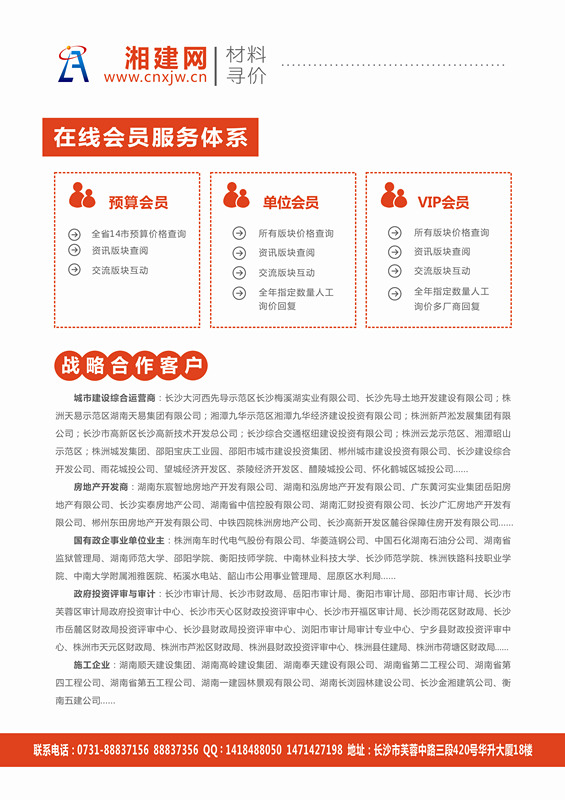 湘建网
www.cnxjw.cn
材料
寻价
在线会员服务体系
预算会员
全省14市预算价格查询
资讯版块查阅
交流版块互动
单位会员
所有版块价格查询
资讯版块查阅
交流版块互动
全年指定数量人工
询价回复
VIP会员
所有版块价格查询
资讯版块查阅
交流版块互动
全年指定数量人工
询价多厂商回复
战略合作客户
城市建设综合运营商：长沙大河西先导示范区长沙梅溪湖实业有限公司、长沙先导土地开发建设有限公司；株
洲天易示范区湖南天易集团有限公司；湘潭九华示范区湘潭九华经济建设投资有限公司；株洲新芦淞发展集团有限
公司；长沙市高新区长沙高新技术开发总公司；长沙综合交通枢纽建设投资有限公司；株洲云龙示范区、湘潭昭山
示范区；株洲城发集团、邵阳宝庆工业园、邵阳市城市建设投资集团、郴州城市建设投资有限公司、长沙建设综合
开发公司、雨花城投公司、望城经济开发区、茶陵经济开发区、醴陵城投公司、怀化鹤城区城投公司......
房地产开发商：湖南东宸智地房地产开发有限公司、湖南和泓房地产开发有限公司、广东黄河实业集团岳阳房
地产有限公司、长沙实泰房地产公司、湖南省中信控股有限公司、湖南汇财投资有限公司、长沙广汇房地产开发有
限公司、郴州东田房地产开发有限公司、中铁四院株洲房地产公司、长沙高新开发区麓谷保障住房开发有限公司......
国有政企事业单位业主：株洲南车时代电气股份有限公司、华菱涟钢公司、中国石化湖南石油分公司、湖南省
监狱管理局、湖南师范大学、邵阳学院、衡阳技师学院、中南林业科技大学、长沙师范学院、株洲铁路科技职业学
院、中南大学附属湘雅医院、柘溪水电站、韶山市公用事业管理局、屈原区水利局......
政府投资评审与审计：长沙市审计局、长沙市财政局、岳阳市审计局、衡阳市审计局、邵阳市审计局、长沙市
芙蓉区审计局政府投资审计中心、长沙市天心区财政投资评审中心、长沙市开福区审计局、长沙雨花区财政局、长沙
市岳麓区财政局投资评审中心、长沙县财政局投资评审中心、浏阳市审计局审计专业中心、宁乡县财政投资评审中
心、株洲市天元区财政局、株洲市芦淞区财政局、株洲县财政投资评审中心、株洲县住建局、株洲市荷塘区财政局......
施工企业：湖南顺天建设集团、湖南高岭建设集团、湖南奉天建设有限公司、湖南省第二工程公司、湖南省第
四工程公司、湖南省第五工程公司、湖南一建园林景观有限公司、湖南长浏园林建设公司、长沙金湘建筑公司、衡
南五建公司......
联系电话：0731-88837156 88837356 QQ：1418488050 1471427198 地址：长沙市芙蓉中路三段420号华升大厦18楼